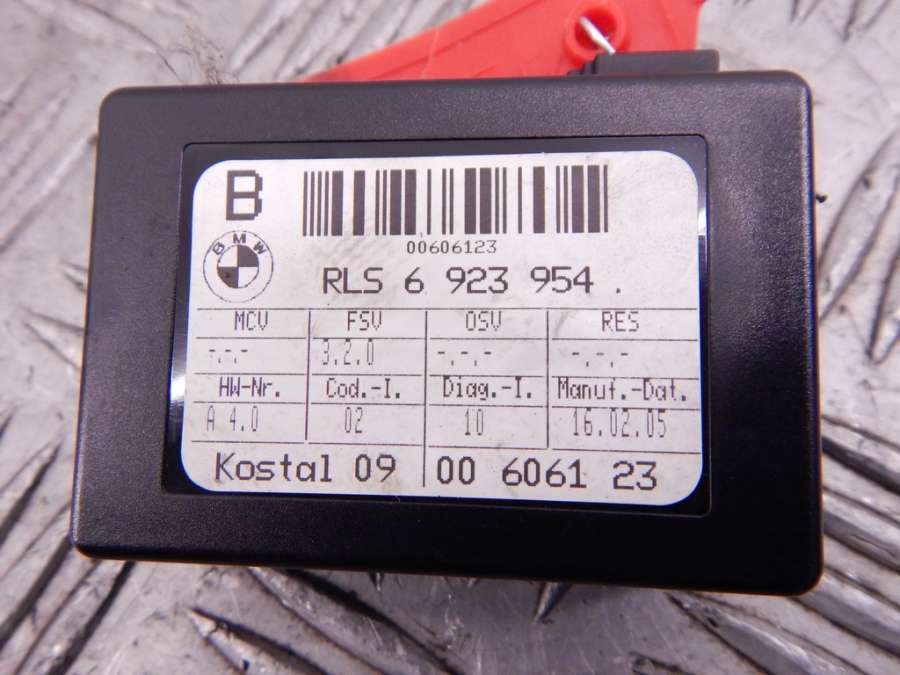 B
00606123
BMW
RLS 6 923 954 .
MCV FSV OSV RES
-.-.- 3.2.0 -.-.- -.-.-
HW-Nr. Cod.-I. Diag.-I. Manuf.-Dat.
A 4.0 02 10 16.02.05
Kostal 09 00 6061 23